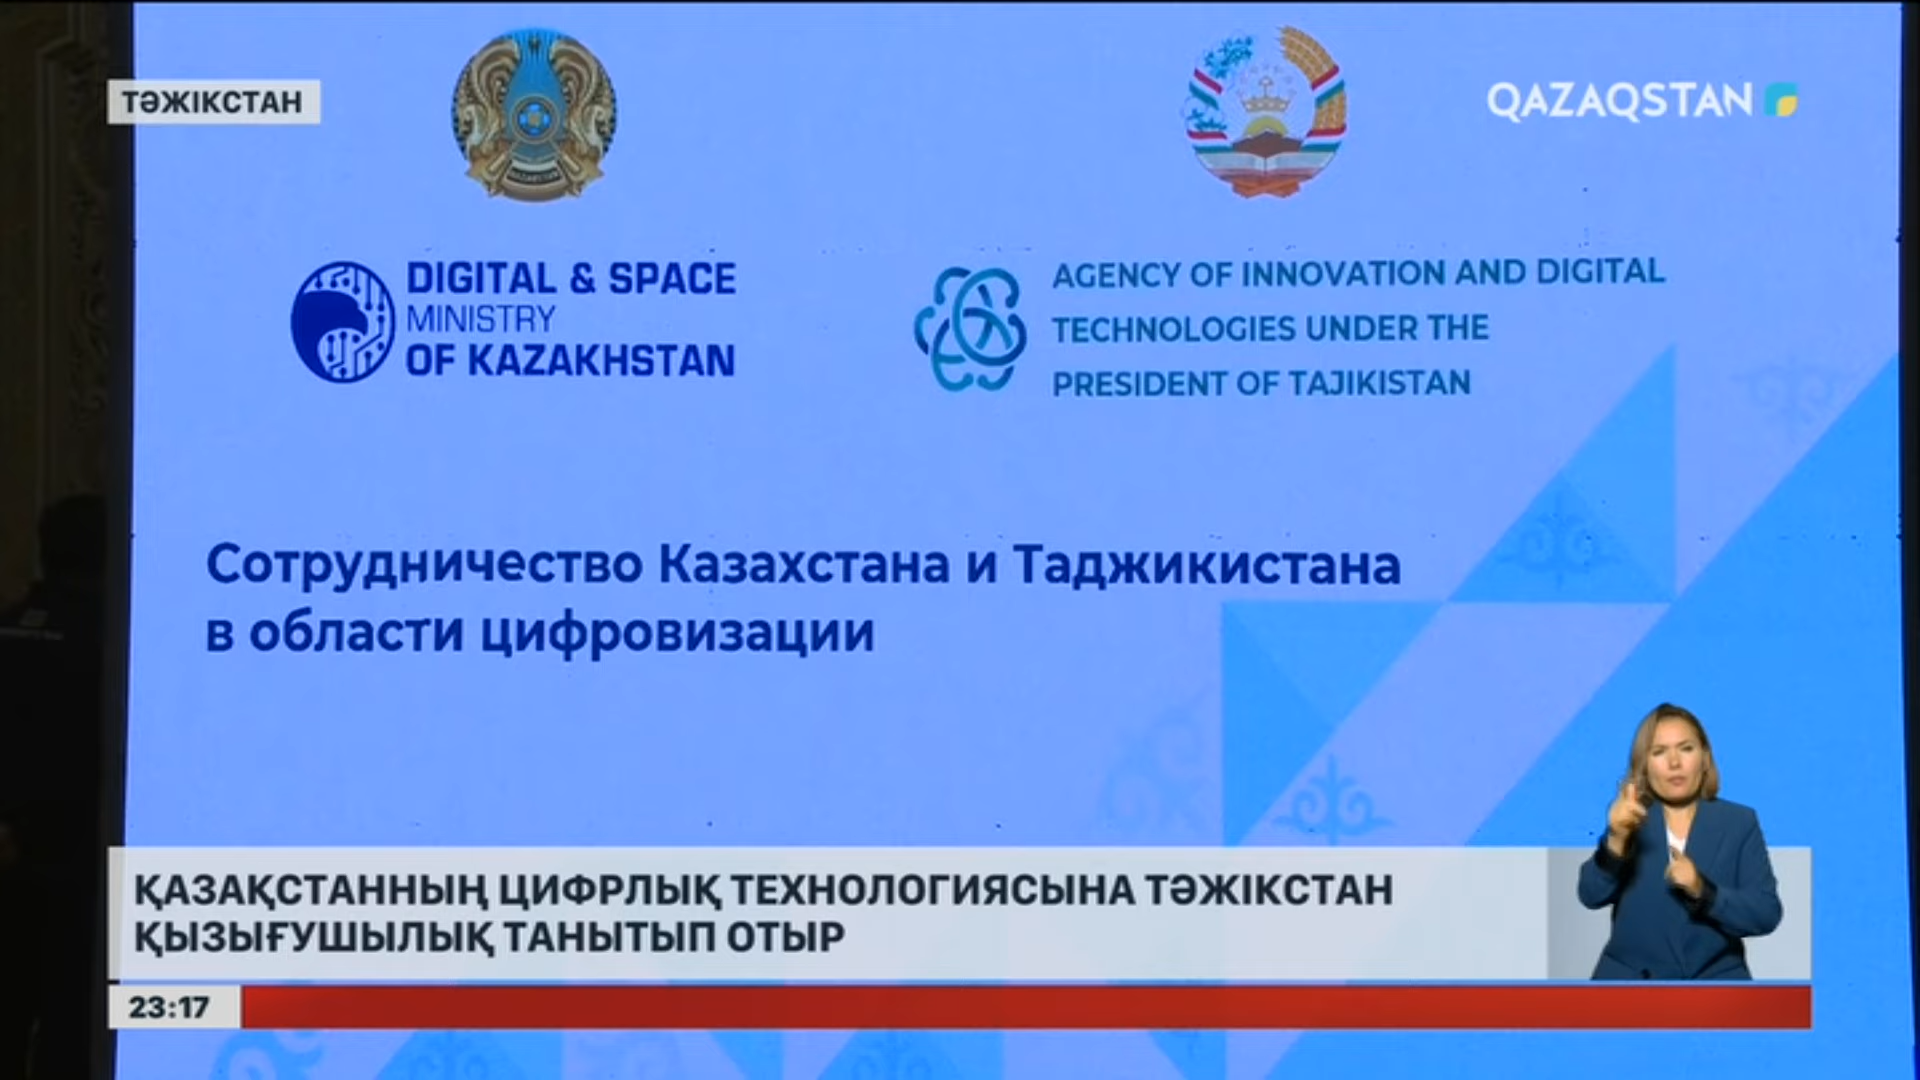 ТӘЖІКСТАН
QAZAQSTAN
DIGITAL & SPACE
MINISTRY
OF KAZAKHSTAN
AGENCY OF INNOVATION AND DIGITAL
TECHNOLOGIES UNDER THE
PRESIDENT OF TAJIKISTAN
Сотрудничество Казахстана и Таджикистана
в области цифровизации
ҚАЗАҚСТАННЫҢ ЦИФРЛЫҚ ТЕХНОЛОГИЯСЫНА ТӘЖІКСТАН
ҚЫЗЫҒУШЫЛЫҚ ТАНЫТЫП ОТЫР
23:17